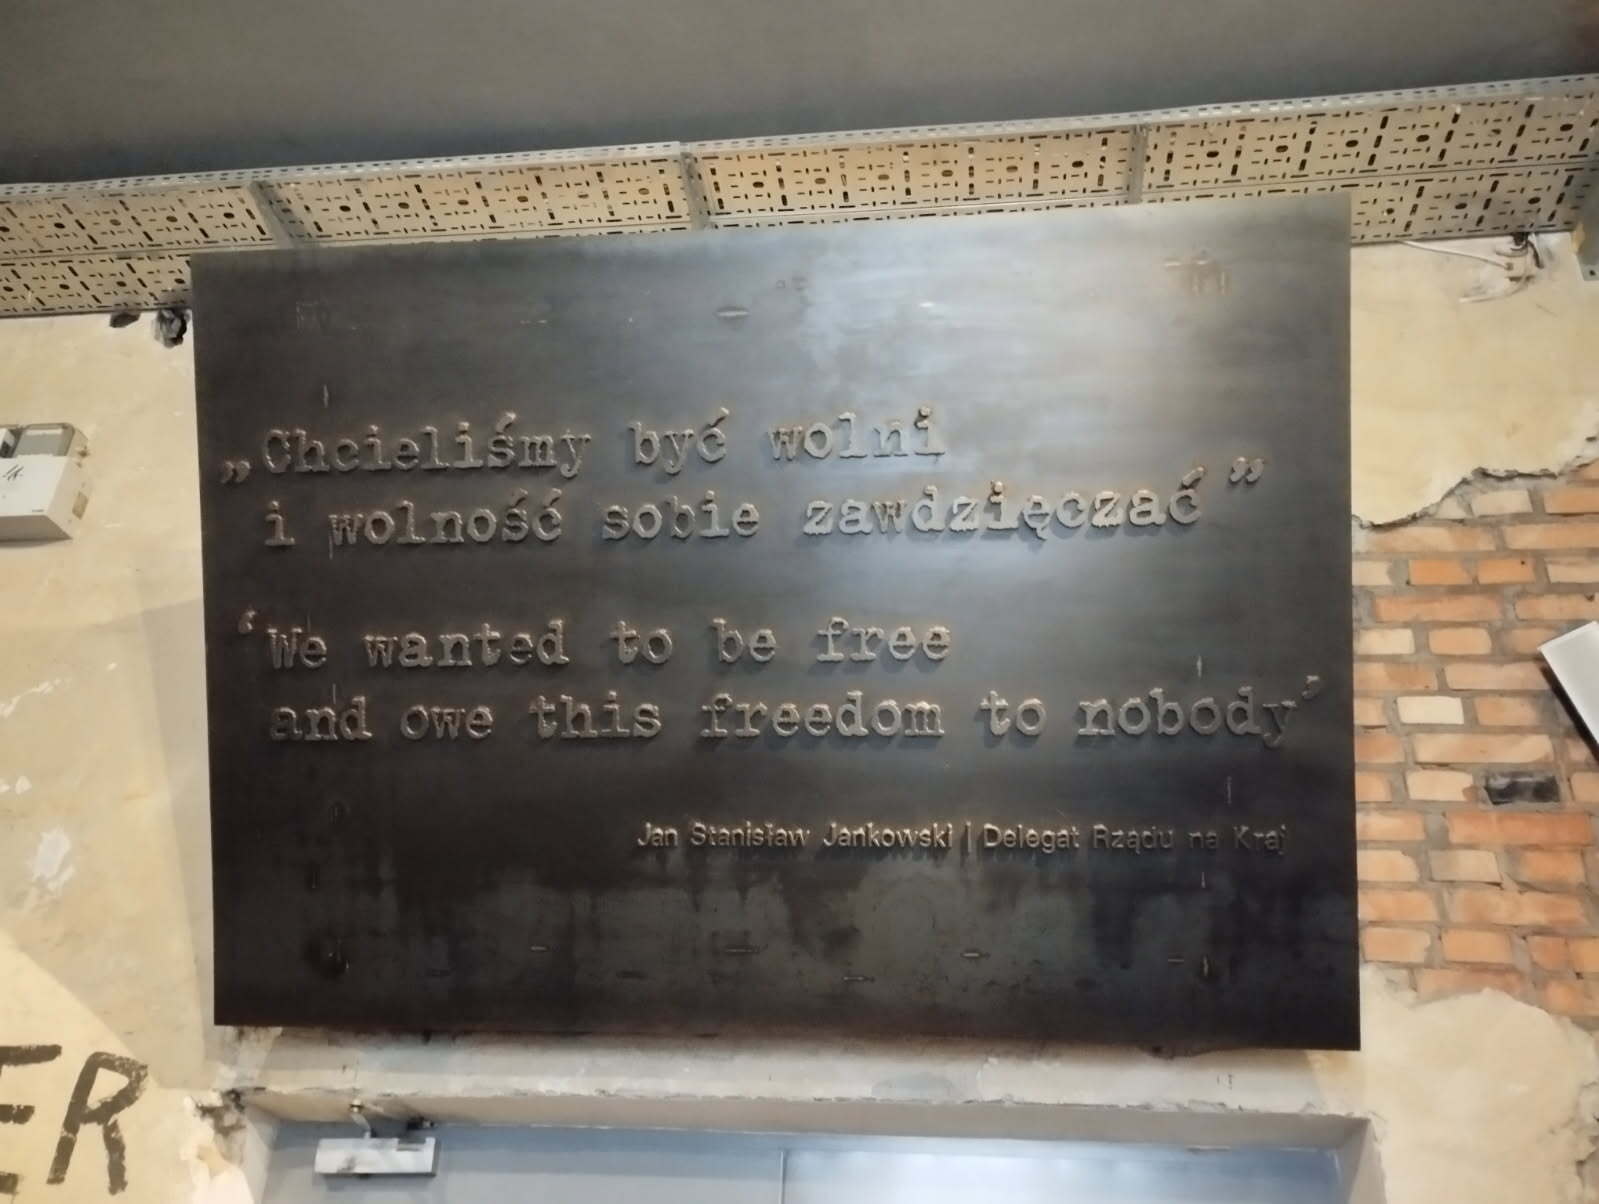 „Chcieliśmy być wolni
i wolność sobie zawdzięczać”
‘We wanted to be free
and owe this freedom to nobody’
Jan Stanisław Jankowski | Delegat Rządu na Kraj
ER